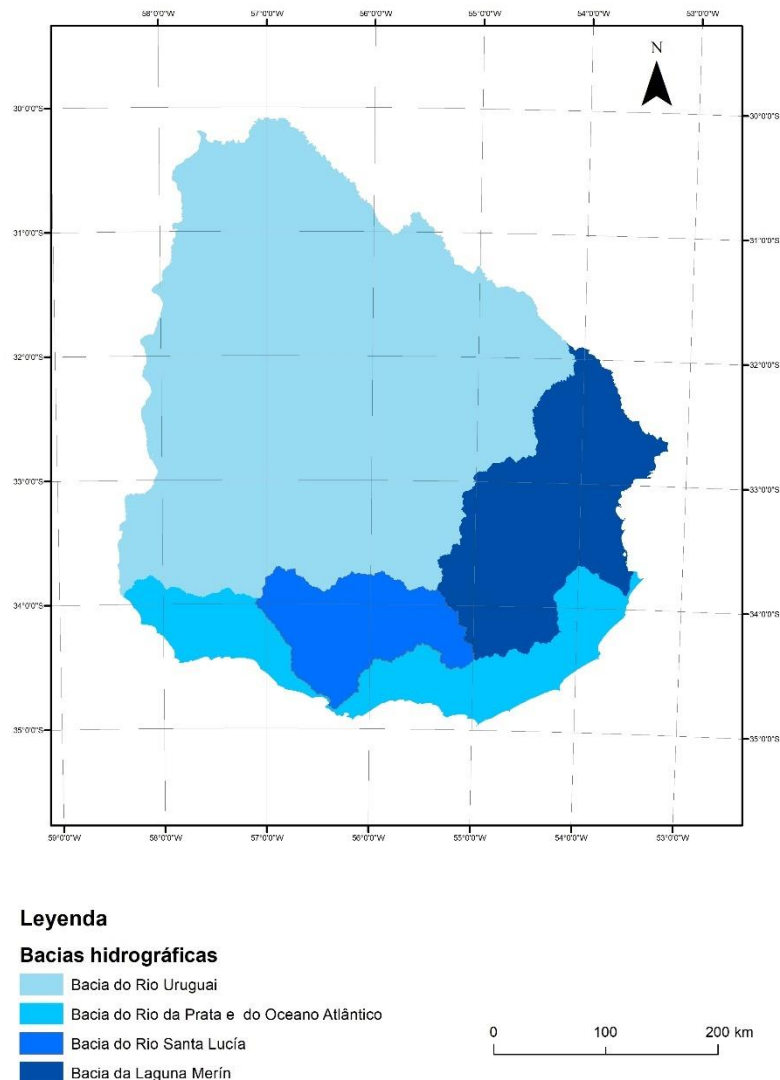 58°0'0"W 57°0'0"W 56°0'0"W 55°0'0"W 54°0'0"W 53°0'0"W
N
30°0'0"S 30°0'0"S
31°0'0"S 31°0'0"S
32°0'0"S 32°0'0"S
33°0'0"S 33°0'0"S
34°0'0"S 34°0'0"S
35°0'0"S 35°0'0"S
59°0'0"W 58°0'0"W 57°0'0"W 56°0'0"W 55°0'0"W 54°0'0"W 53°0'0"W
Leyenda
Bacias hidrográficas
Bacia do Rio Uruguai
Bacia do Rio da Prata e do Oceano Atlântico
Bacia do Rio Santa Lucía
Bacia da Laguna Merín
0 100 200 km